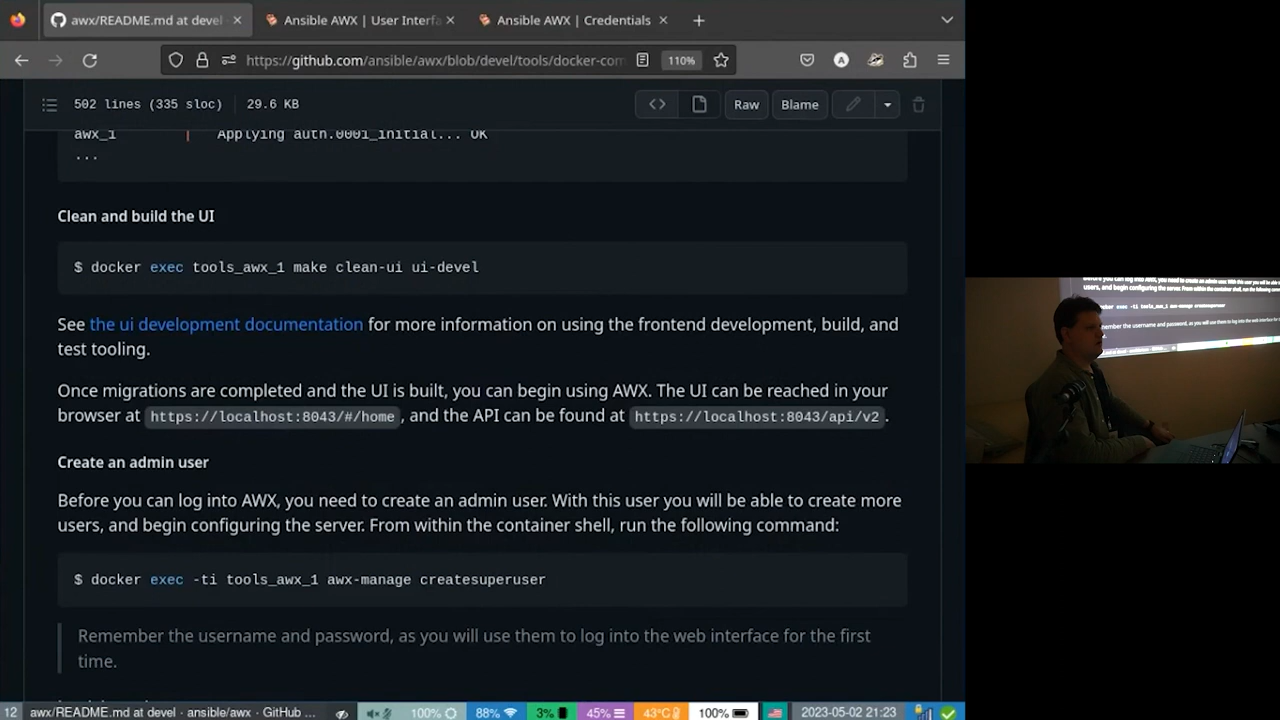 awx/README.md at devel
Ansible AWX | User Interfa
Ansible AWX | Credentials
https://github.com/ansible/awx/blob/devel/tools/docker-com
110%
502 lines (335 sloc)
29.6 KB
Raw
Blame
awx_1 | Applying auth.0001_initial... OK
...
Clean and build the UI
$ docker exec tools_awx_1 make clean-ui ui-devel
See the ui development documentation for more information on using the frontend development, build, and
test tooling.
Once migrations are completed and the UI is built, you can begin using AWX. The UI can be reached in your
browser at https://localhost:8043/#/home, and the API can be found at https://localhost:8043/api/v2.
Create an admin user
Before you can log into AWX, you need to create an admin user. With this user you will be able to create more
users, and begin configuring the server. From within the container shell, run the following command:
$ docker exec -ti tools_awx_1 awx-manage createsuperuser
Remember the username and password, as you will use them to log into the web interface for the first
time.
12 awx/README.md at devel · ansible/awx · GitHub ... 100% 88% 3% 45% 43°C 100% 2023-05-02 21:23